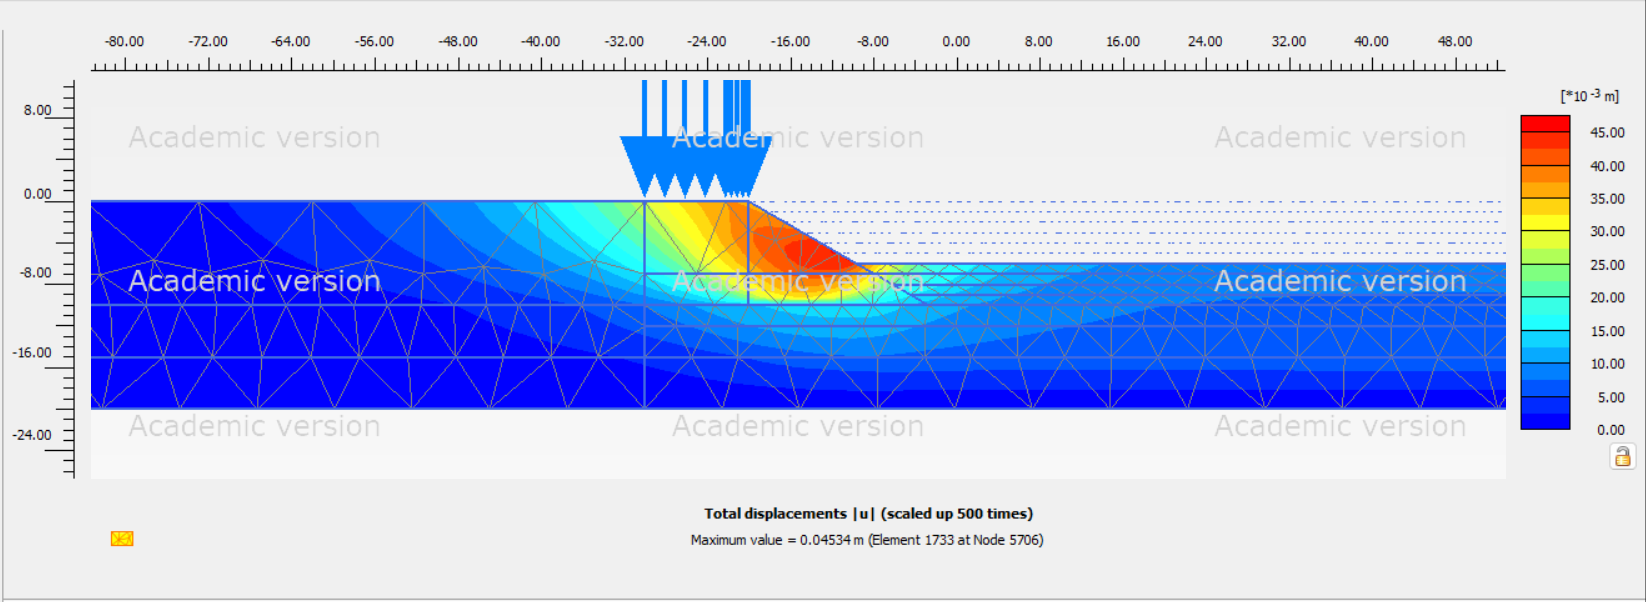 -80.00 -72.00 -64.00 -56.00 -48.00 -40.00 -32.00 -24.00 -16.00 -8.00 0.00 8.00 16.00 24.00 32.00 40.00 48.00
[*10 -3 m]
8.00
0.00
-8.00
-16.00
-24.00
Academic version Academic version Academic version
Academic version Academic version Academic version
Academic version Academic version Academic version
45.00
40.00
35.00
30.00
25.00
20.00
15.00
10.00
5.00
0.00
Total displacements |u| (scaled up 500 times)
Maximum value = 0.04534 m (Element 1733 at Node 5706)